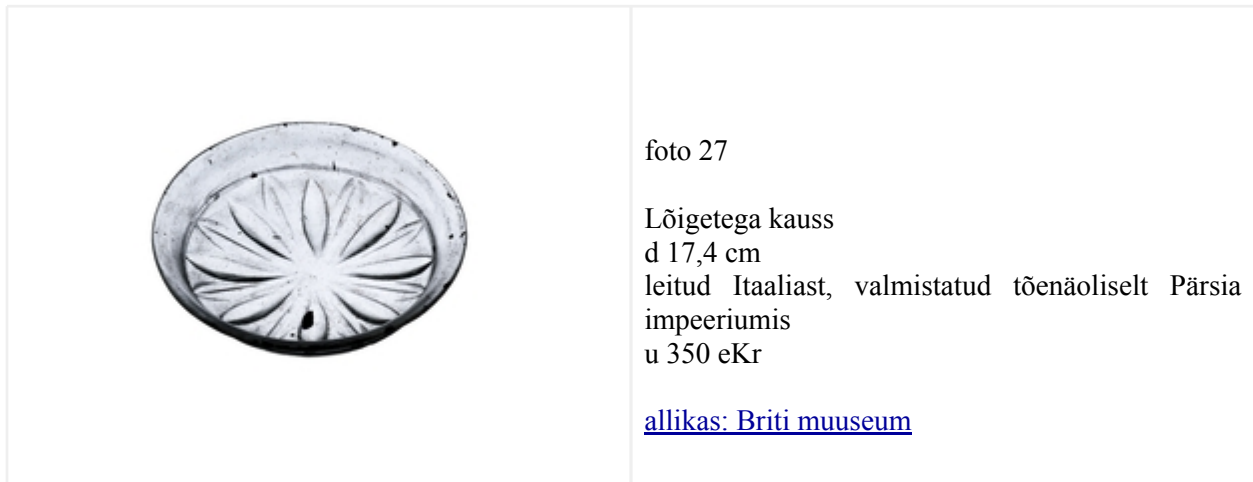 foto 27
Lõigetega kauss
d 17,4 cm
leitud Itaaliast, valmistatud tõenäoliselt Pärsia
impeeriumis
u 350 eKr
allikas: Briti muuseum